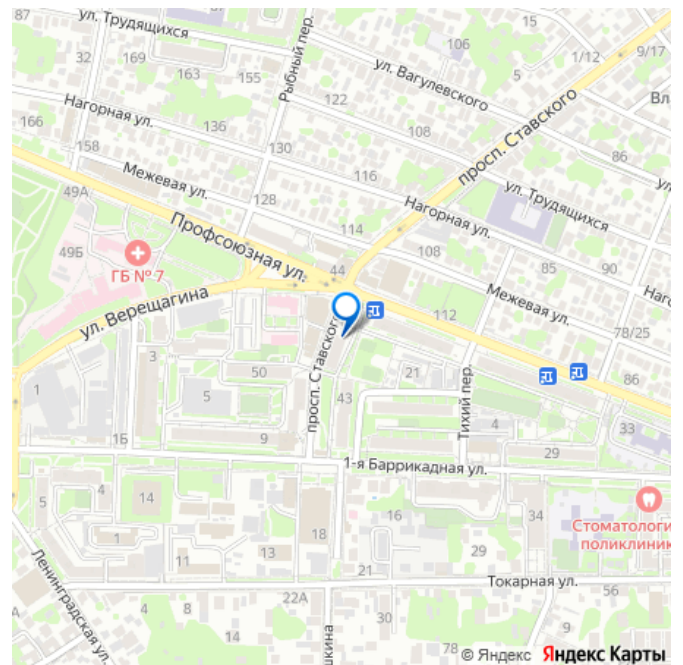 87
ул. Трудящихся
32
169
163
155
Рыбный пер.
106
5
1/12
9/17
ул. Вагулевского
Вл
166
158
Нагорная ул.
136
122
108
просп. Ставского
86
130
Межевая ул.
128
116
ул. Трудящихся
49А
Профсоюзная ул.
114
Нагорная ул.
49Б
ГБ № 7
44
108
85
90
Наго
ул. Верещагина
112
Межевая ул.
78/25
3
просп. Ставского
1
5
50
21
86
43
Тихий пер.
1Б
9
4
33
29
1-я Баррикадная ул.
5
14
16
34
Стоматологи
поликлиник
18
1
11
13
29
21
Токарная ул.
Ленинградская ул.
4
8
14
22А
56
9
шкина
78
© Яндекс Яндекс Карты